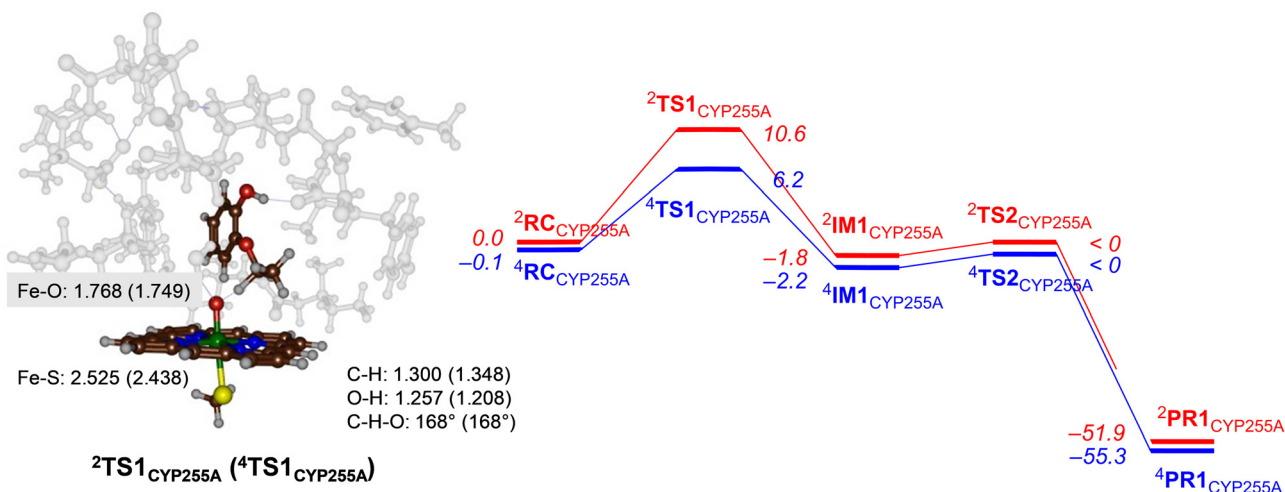 Fe-O: 1.768 (1.749)
Fe-S: 2.525 (2.438)
C-H: 1.300 (1.348)
O-H: 1.257 (1.208)
C-H-O: 168° (168°)
²TS1CYP255A (⁴TS1CYP255A)
²TS1CYP255A
10.6
6.2
⁴TS1CYP255A
²RCCYP255A
0.0
–0.1
⁴RCCYP255A
²IM1CYP255A
–1.8
–2.2
⁴IM1CYP255A
²TS2CYP255A
< 0
< 0
⁴TS2CYP255A
²PR1CYP255A
–51.9
–55.3
⁴PR1CYP255A